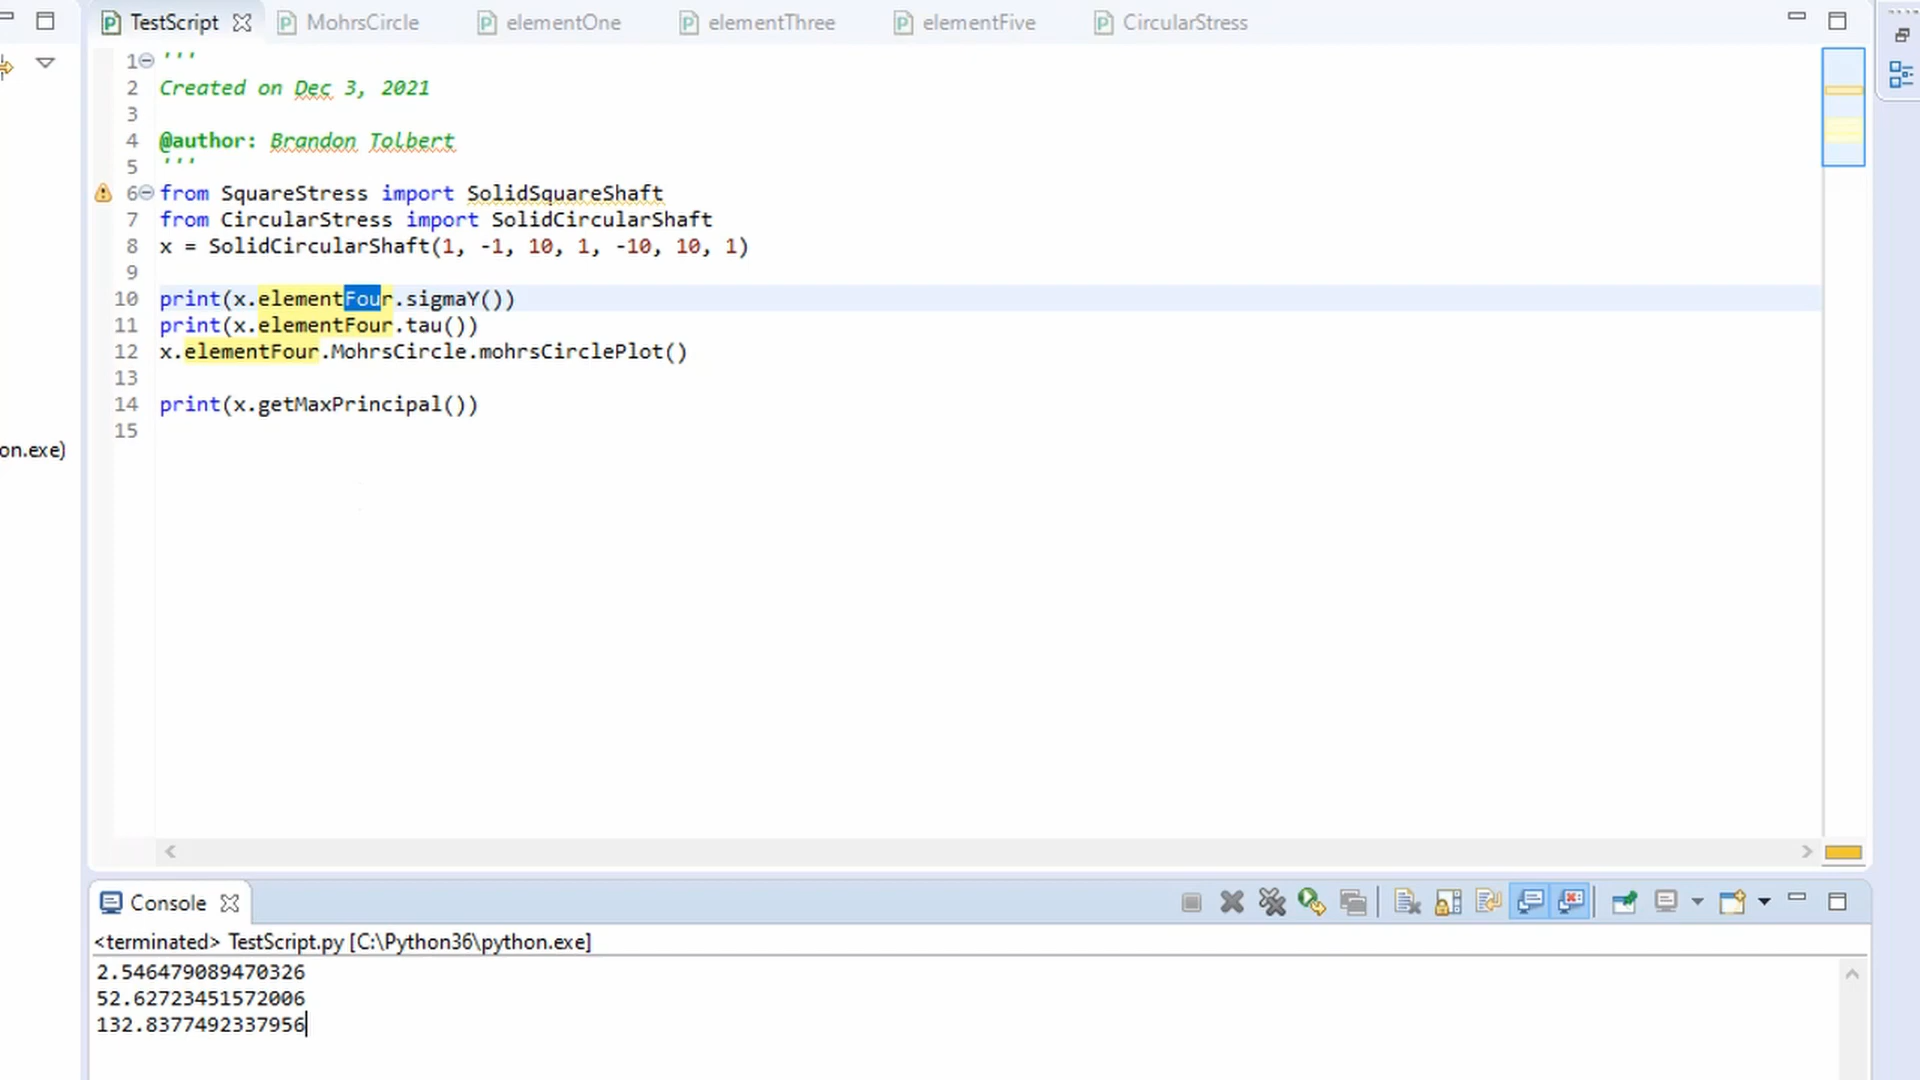 TestScript MohrsCircle elementOne elementThree elementFive CircularStress
1 '''
2 Created on Dec 3, 2021
3
4 @author: Brandon Tolbert
5 '''
6 from SquareStress import SolidSquareShaft
7 from CircularStress import SolidCircularShaft
8 x = SolidCircularShaft(1, -1, 10, 1, -10, 10, 1)
9
10 print(x.elementFour.sigmaY())
11 print(x.elementFour.tau())
12 x.elementFour.MohrsCircle.mohrsCirclePlot()
13
14 print(x.getMaxPrincipal())
15
on.exe)
Console
<terminated> TestScript.py [C:\Python36\python.exe]
2.546479089470326
52.62723451572006
132.8377492337956